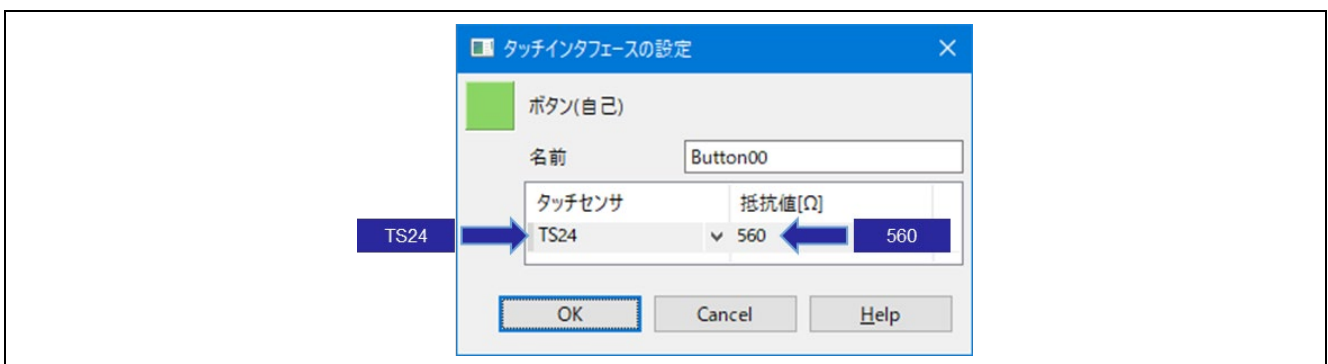 タッチインタフェースの設定
ボタン(自己)
名前 Button00
タッチセンサ 抵抗値[Ω]
TS24 TS24 560 560
OK Cancel Help